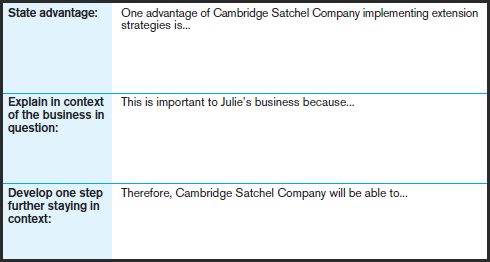 State advantage:
One advantage of Cambridge Satchel Company implementing extension
strategies is...
Explain in context
of the business in
question:
This is important to Julie's business because...
Develop one step
further staying in
context:
Therefore, Cambridge Satchel Company will be able to...